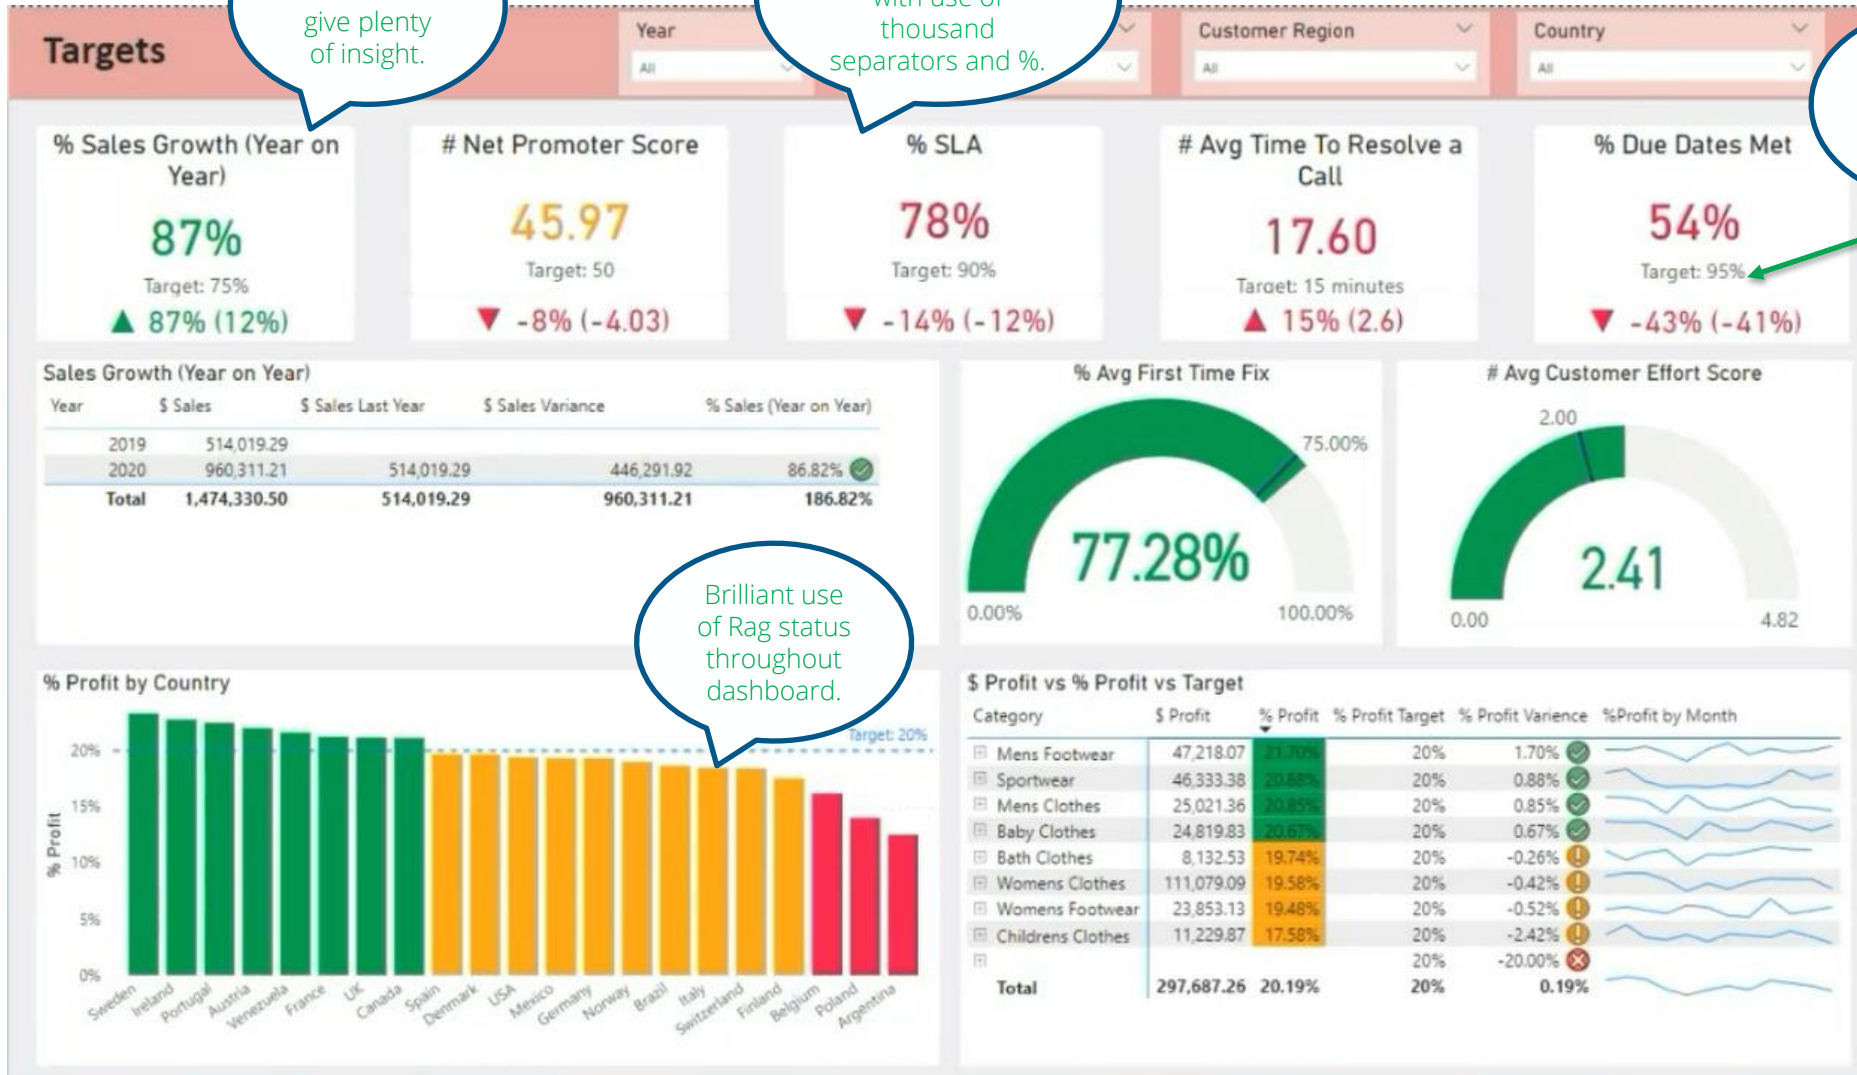 give plenty
of insight.
with use of
thousand
separators and %.
Targets
Year
All
Customer Region
All
Country
All
% Sales Growth (Year on
Year)
87%
Target: 75%
87% (12%)
# Net Promoter Score
45.97
Target: 50
-8% (-4.03)
% SLA
78%
Target: 90%
-14% (-12%)
# Avg Time To Resolve a
Call
17.60
Target: 15 minutes
15% (2.6)
% Due Dates Met
54%
Target: 95%
-43% (-41%)
Sales Growth (Year on Year)
Year $ Sales $ Sales Last Year $ Sales Variance % Sales (Year on Year)
2019 514,019.29
2020 960,311.21 514,019.29 446,291.92 86.82%
Total 1,474,330.50 514,019.29 960,311.21 186.82%
% Avg First Time Fix
75.00%
77.28%
0.00% 100.00%
# Avg Customer Effort Score
2.00
2.41
0.00 4.82
Brilliant use
of Rag status
throughout
dashboard.
% Profit by Country
Target: 20%
20%
15%
10%
5%
0%
% Profit
Sweden Ireland Portugal Austria Venezuela France UK Canada Spain Denmark USA Mexico Germany Norway Brazil Italy Switzerland Finland Belgium Poland Argentina
$ Profit vs % Profit vs Target
Category $ Profit % Profit % Profit Target % Profit Varience %Profit by Month
Mens Footwear 47,218.07 21.70% 20% 1.70%
Sportwear 46,333.38 20.88% 20% 0.88%
Mens Clothes 25,021.36 20.85% 20% 0.85%
Baby Clothes 24,819.83 20.67% 20% 0.67%
Bath Clothes 8,132.53 19.74% 20% -0.26%
Womens Clothes 111,079.09 19.58% 20% -0.42%
Womens Footwear 23,853.13 19.48% 20% -0.52%
Childrens Clothes 11,229.87 17.58% 20% -2.42%
20% -20.00%
Total 297,687.26 20.19% 20% 0.19%